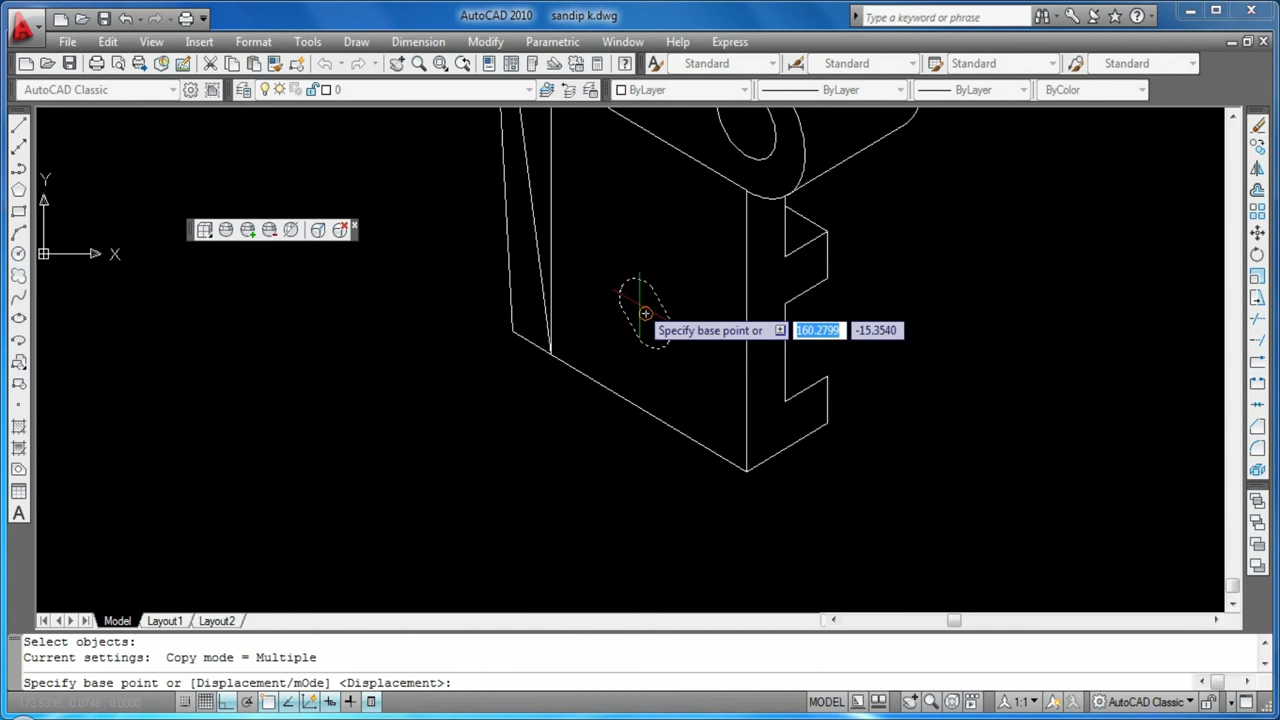 AutoCAD 2010 sandip k.dwg
Type a keyword or phrase
File Edit View Insert Format Tools Draw Dimension Modify Parametric Window Help Express
Standard Standard Standard Standard
AutoCAD Classic 0 ByLayer ByLayer ByLayer ByColor
Y
X
Specify base point or 160.2799 -15.3540
Model Layout1 Layout2
Select objects:
Current settings: Copy mode = Multiple
Specify base point or [Displacement/mOde] <Displacement>:
MODEL 1:1 AutoCAD Classic